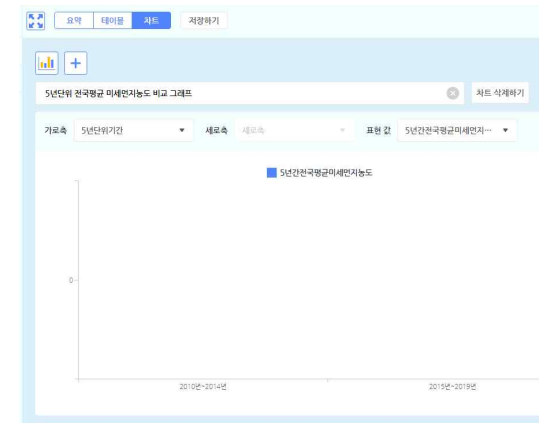 요약 테이블 차트 저장하기
5년단위 전국평균 미세먼지농도 비교 그래프 차트 삭제하기
가로축 5년단위기간 세로축 세로축 표현 값 5년간전국평균미세먼지…
5년간전국평균미세먼지농도
0
2010년~2014년 2015년~2019년